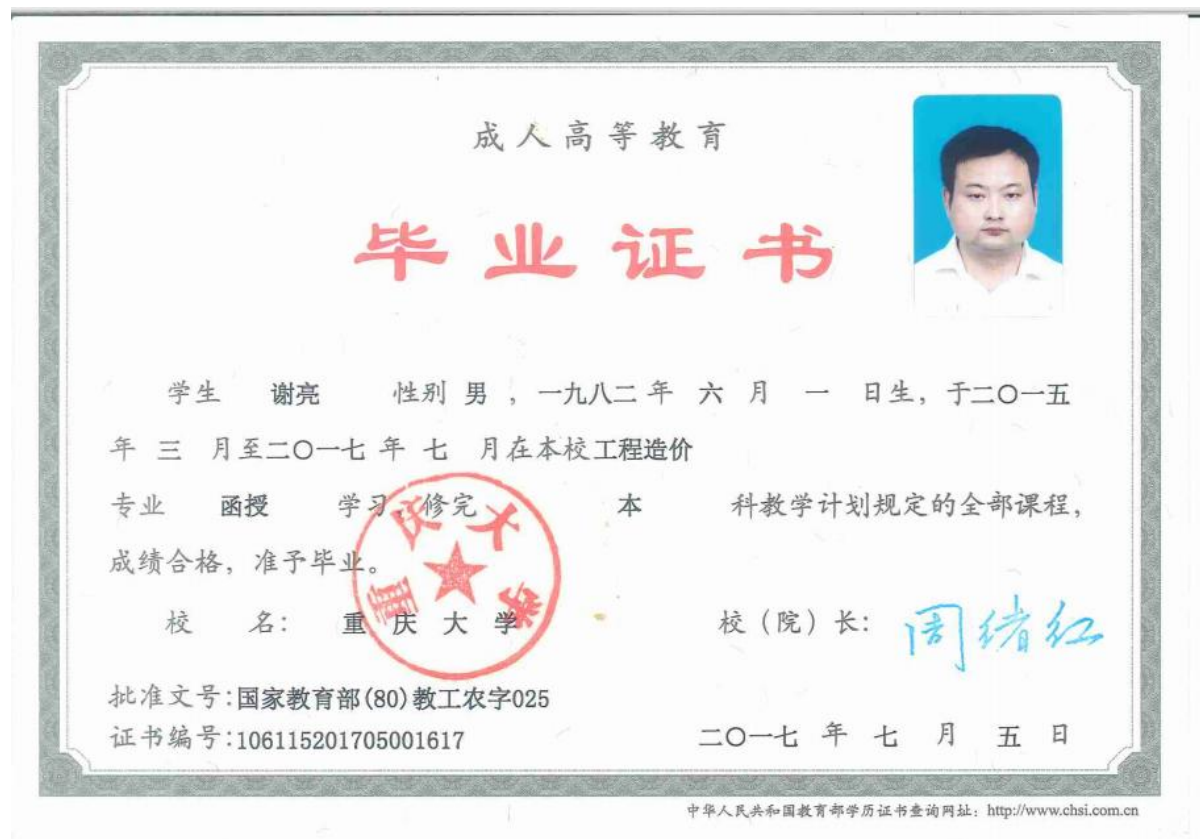 成人高等教育
毕业证书
学生 谢亮 性别 男 ，一九八二 年 六 月 一 日生，于二〇一五
年 三 月至二〇一七 年 七 月在本校工程造价
专业 函授 学习，修完 本 科教学计划规定的全部课程，
成绩合格，准予毕业。
重庆大学
校 名： 重 庆 大 学 校（院）长： 周绪红
批准文号:国家教育部(80)教工农字025
证书编号:106115201705001617 二〇一七 年 七 月 五 日
中华人民共和国教育部学历证书查询网址：http://www.chsi.com.cn